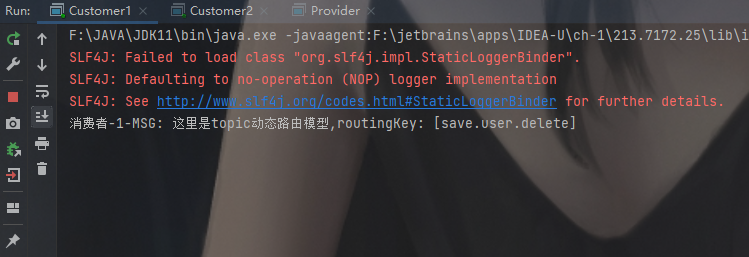 Run: Customer1 Customer2 Provider
F:\JAVA\JDK11\bin\java.exe -javaagent:F:\jetbrains\apps\IDEA-U\ch-1\213.7172.25\lib\i
SLF4J: Failed to load class "org.slf4j.impl.StaticLoggerBinder".
SLF4J: Defaulting to no-operation (NOP) logger implementation
SLF4J: See http://www.slf4j.org/codes.html#StaticLoggerBinder for further details.
消费者-1-MSG: 这里是topic动态路由模型,routingKey: [save.user.delete]